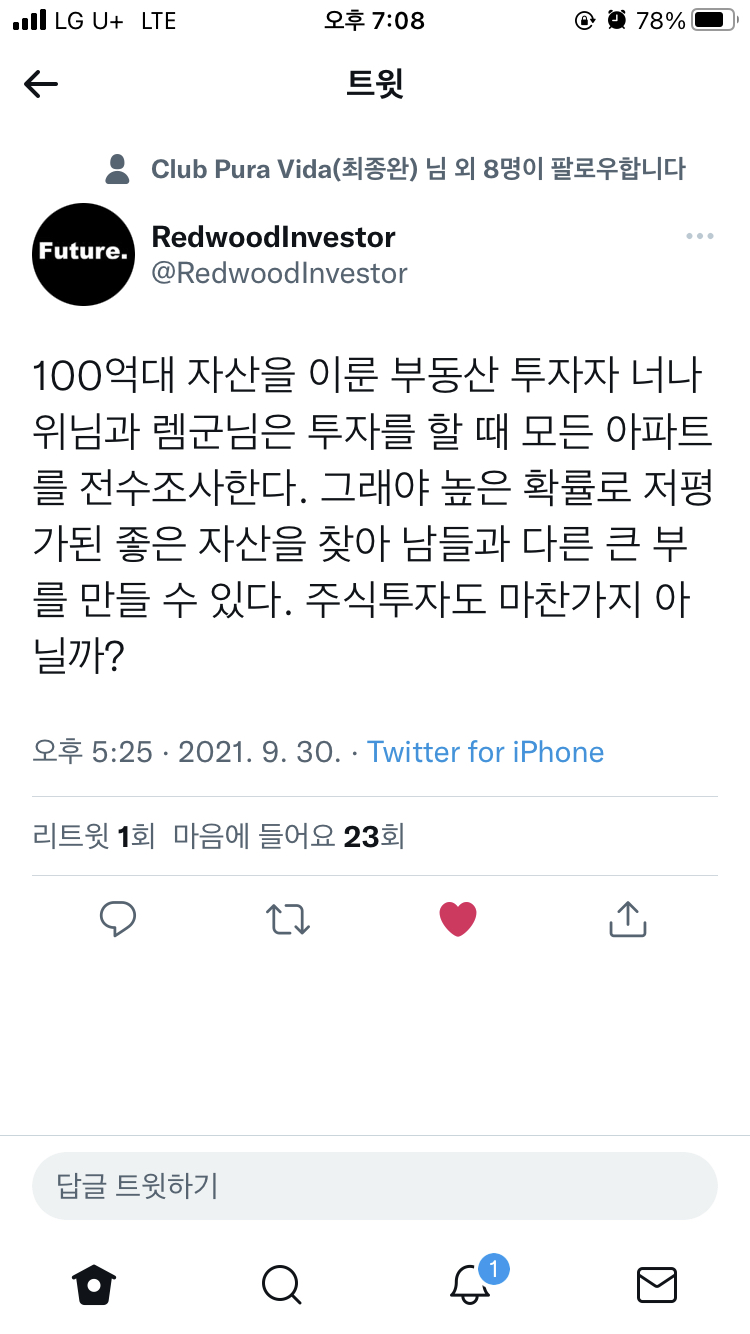 LG U+ LTE 오후 7:08 78%
트윗
Club Pura Vida(최종완) 님 외 8명이 팔로우합니다
Future.
RedwoodInvestor
@RedwoodInvestor
100억대 자산을 이룬 부동산 투자자 너나
위님과 렘군님은 투자를 할 때 모든 아파트
를 전수조사한다. 그래야 높은 확률로 저평
가된 좋은 자산을 찾아 남들과 다른 큰 부
를 만들 수 있다. 주식투자도 마찬가지 아
닐까?
오후 5:25 · 2021. 9. 30. · Twitter for iPhone
리트윗 1회 마음에 들어요 23회
답글 트윗하기
1